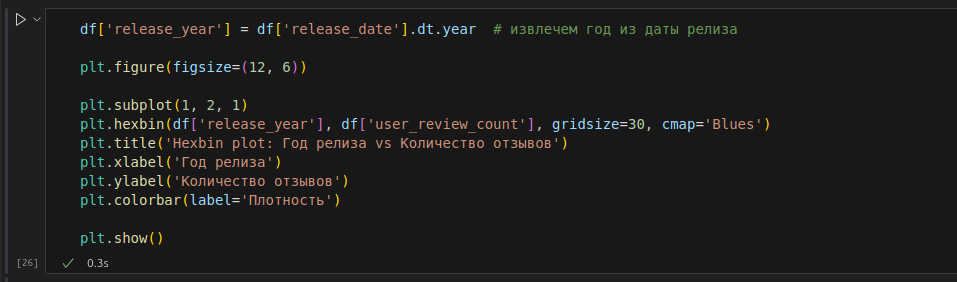 df['release_year'] = df['release_date'].dt.year  # извлечем год из даты релиза
plt.figure(figsize=(12, 6))
plt.subplot(1, 2, 1)
plt.hexbin(df['release_year'], df['user_review_count'], gridsize=30, cmap='Blues')
plt.title('Hexbin plot: Год релиза vs Количество отзывов')
plt.xlabel('Год релиза')
plt.ylabel('Количество отзывов')
plt.colorbar(label='Плотность')
plt.show()
[26] 0.3s